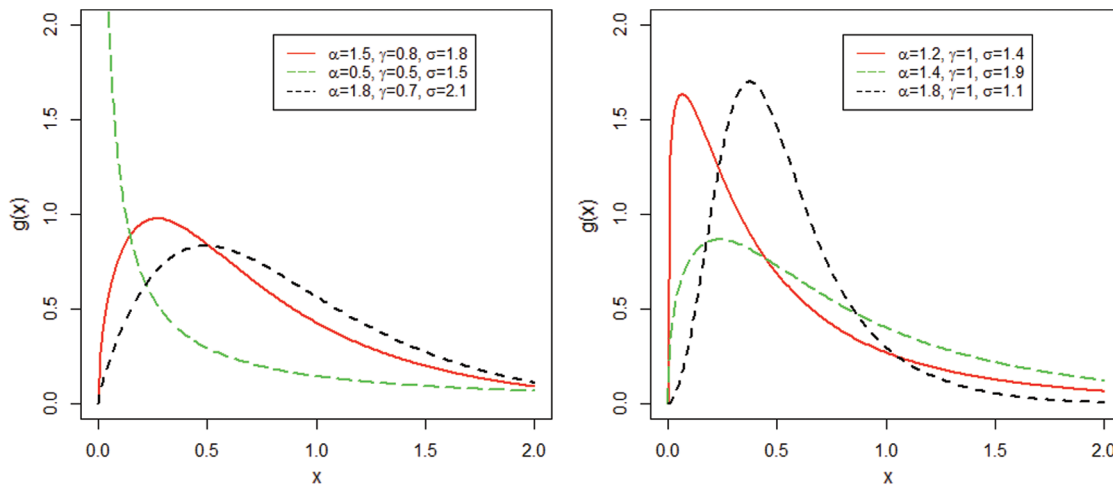 2.0
1.5
1.0
0.5
0.0
g(x)
α=1.5, γ=0.8, σ=1.8
α=0.5, γ=0.5, σ=1.5
α=1.8, γ=0.7, σ=2.1
0.0 0.5 1.0 1.5 2.0
x
2.0
1.5
1.0
0.5
0.0
g(x)
α=1.2, γ=1, σ=1.4
α=1.4, γ=1, σ=1.9
α=1.8, γ=1, σ=1.1
0.0 0.5 1.0 1.5 2.0
x